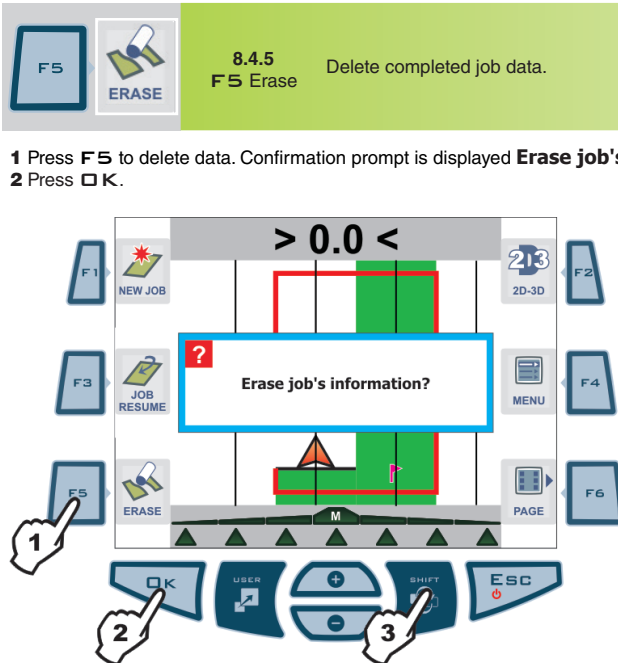 F5
ERASE
8.4.5
F5 Erase
Delete completed job data.
1 Press F5 to delete data. Confirmation prompt is displayed Erase job's
2 Press OK.
> 0.0 <
F1
NEW JOB
2D-3D
F2
?
Erase job's information?
F3
JOB
RESUME
MENU
F4
F5
ERASE
M
PAGE
F6
1
OK
USER
+
-
SHIFT
ESC
2
3